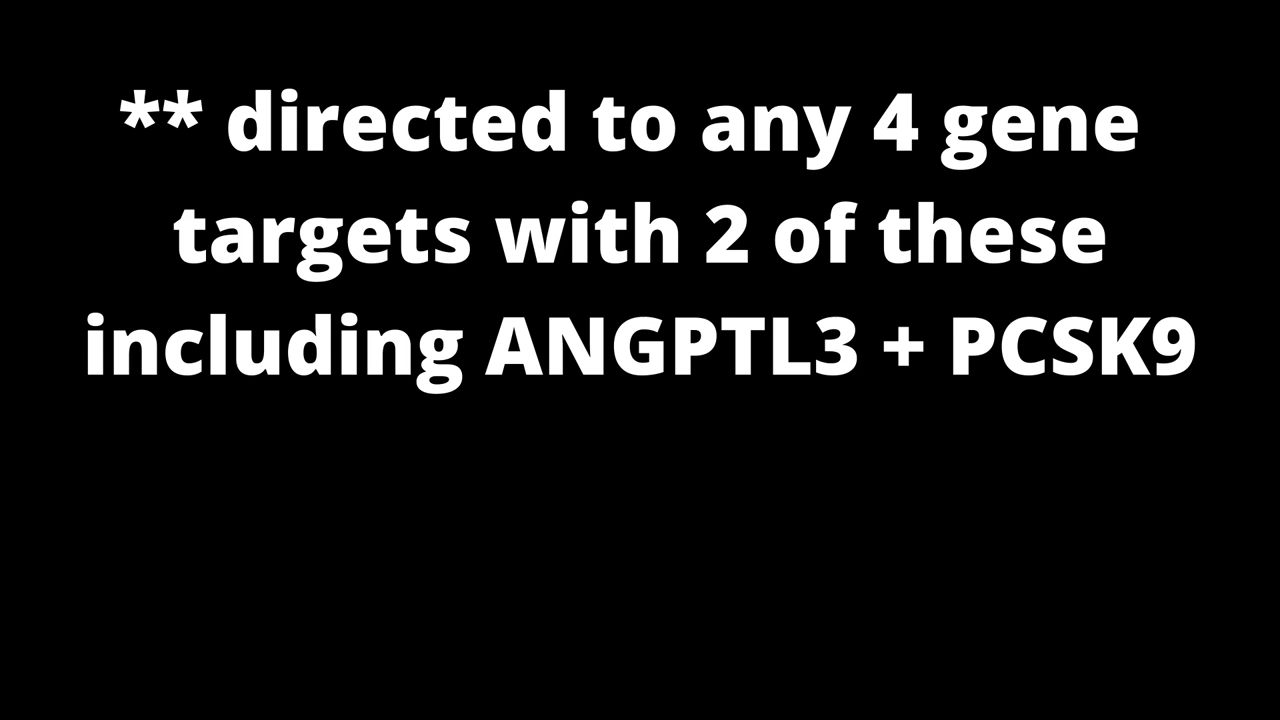 ** directed to any 4 gene
targets with 2 of these
including ANGPTL3 + PCSK9